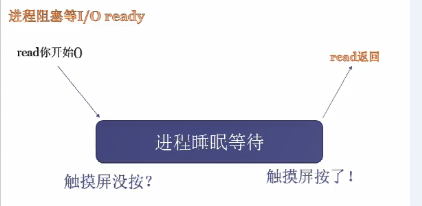 进程阻塞等I/O ready
read你开始()
read返回
进程睡眠等待
触摸屏没按？
触摸屏按了！